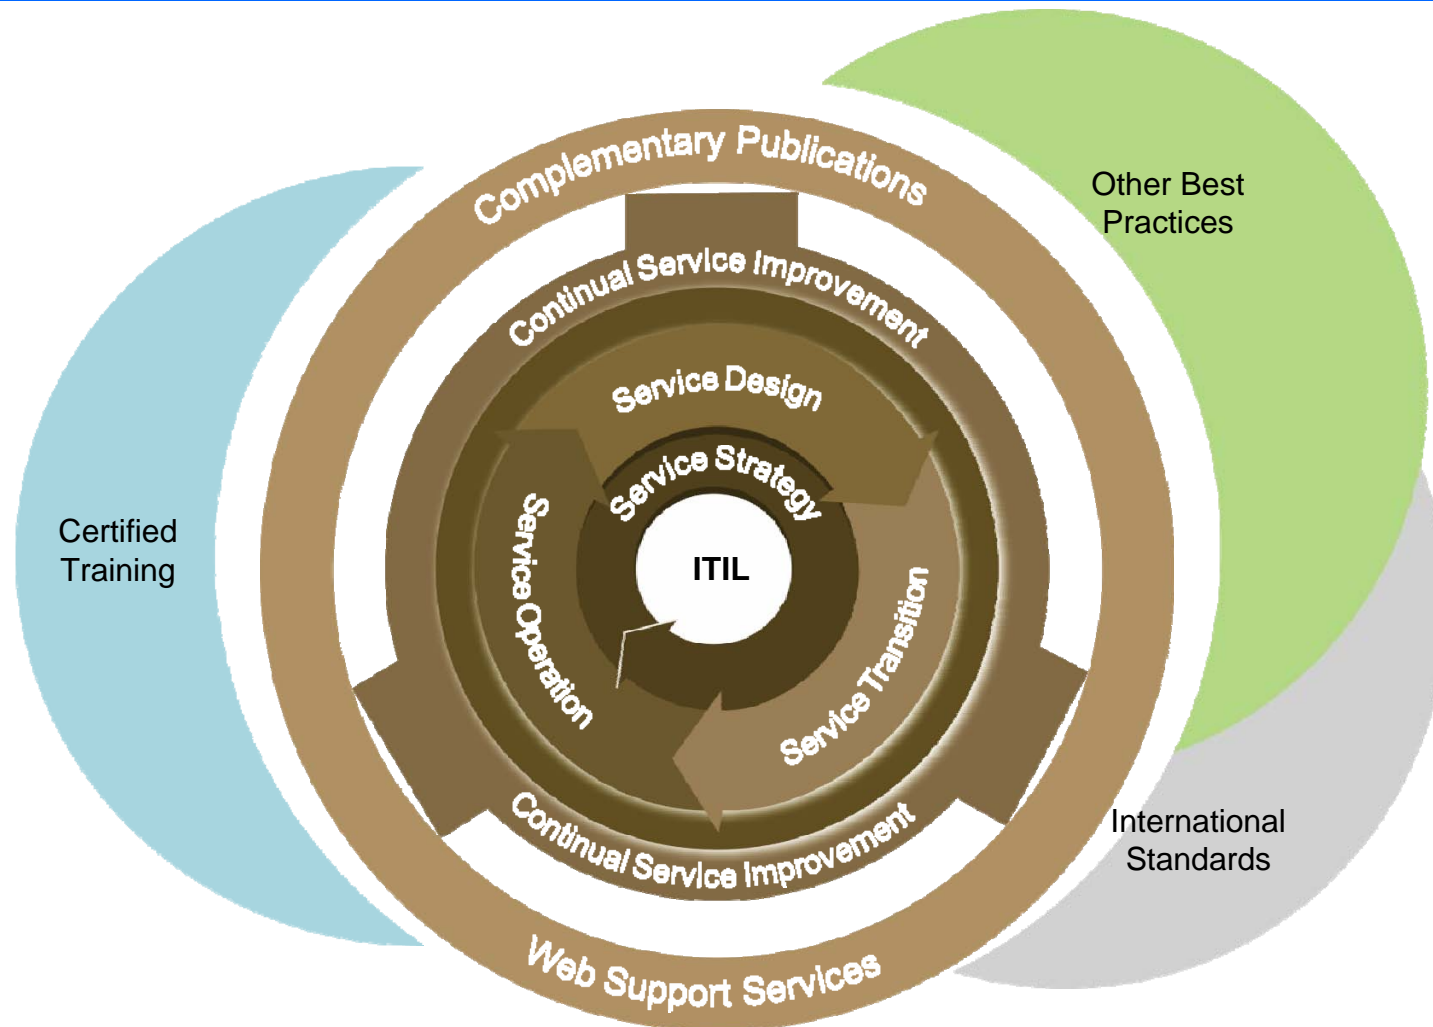 Complementary Publications
Other Best
Practices
Continual Service Improvement
Service Design
Service Strategy
Certified
Training
ITIL
Service Operation
Service Transition
Continual Service Improvement
International
Standards
Web Support Services